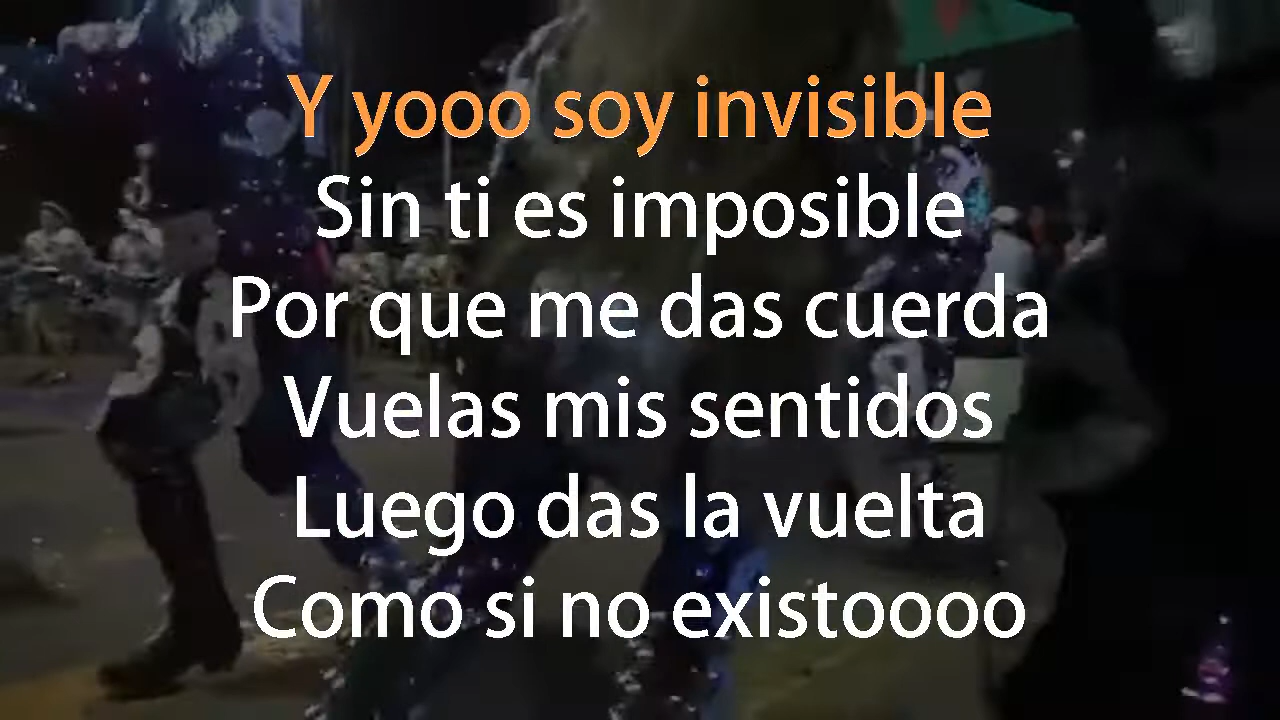 Y yooo soy invisible
Sin ti es imposible
Por que me das cuerda
Vuelas mis sentidos
Luego das la vuelta
Como si no existoooo